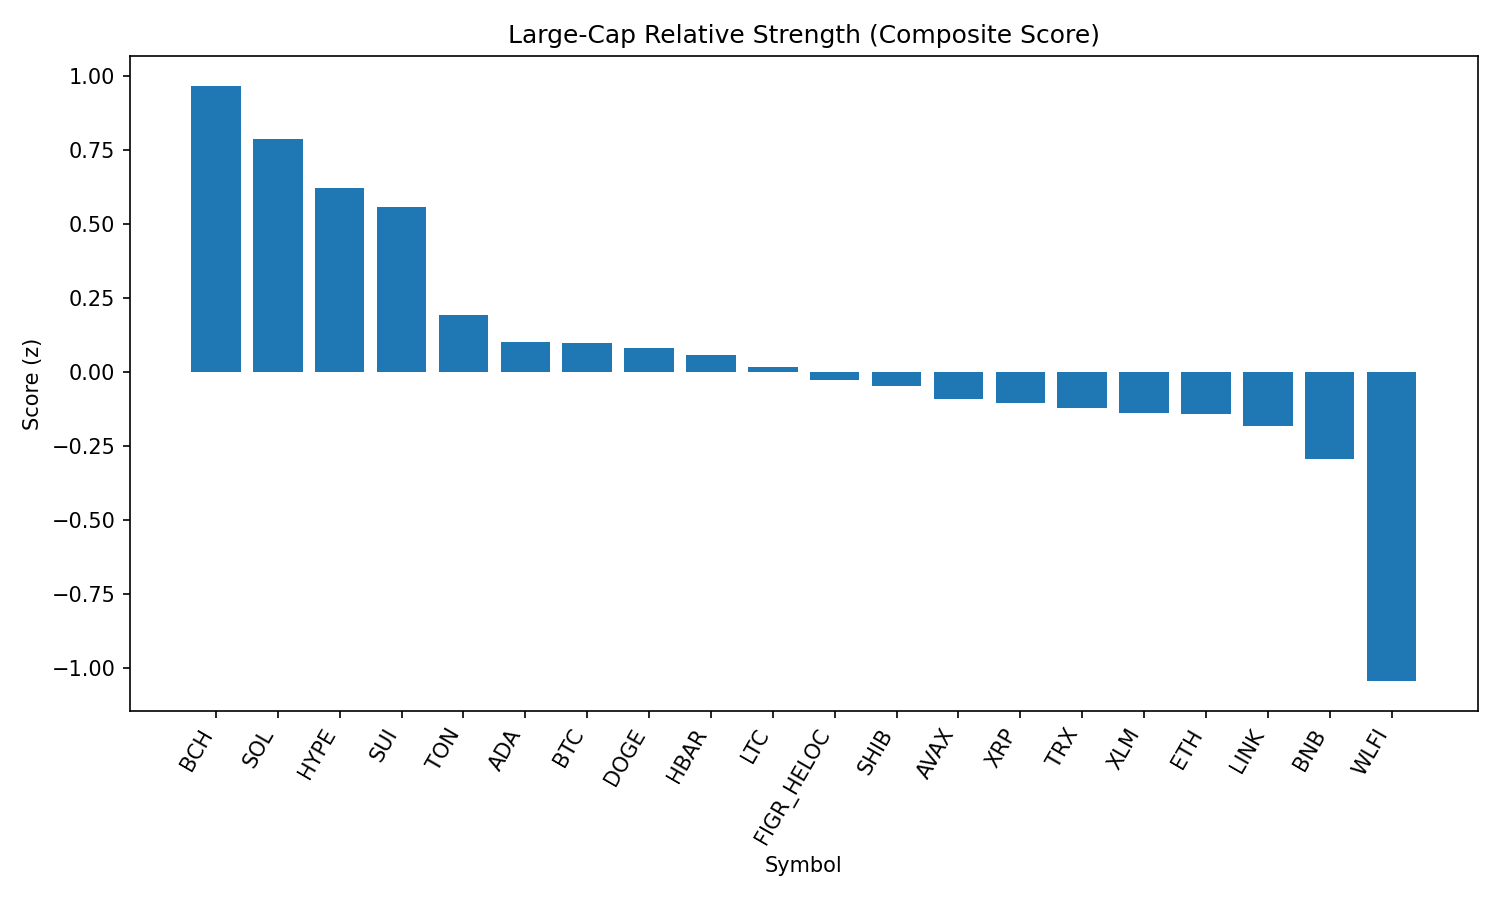 Large-Cap Relative Strength (Composite Score)
1.00
0.75
0.50
0.25
0.00
−0.25
−0.50
−0.75
−1.00
Score (z)
BCH
SOL
HYPE
SUI
TON
ADA
BTC
DOGE
HBAR
LTC
FIGR_HELOC
SHIB
AVAX
XRP
TRX
XLM
ETH
LINK
BNB
WLFI
Symbol